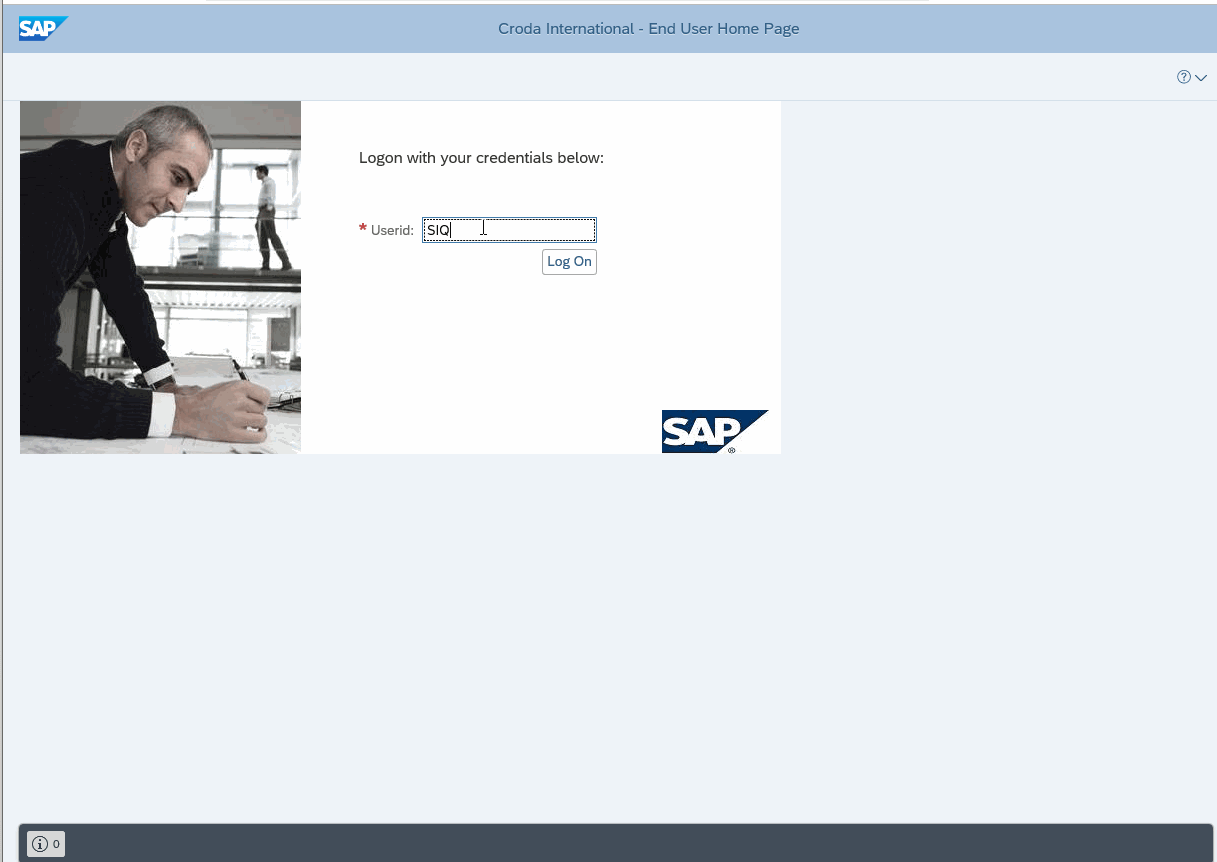 SAP
Croda International - End User Home Page
Logon with your credentials below:
* Userid: SIQ
Log On
SAP ®
0